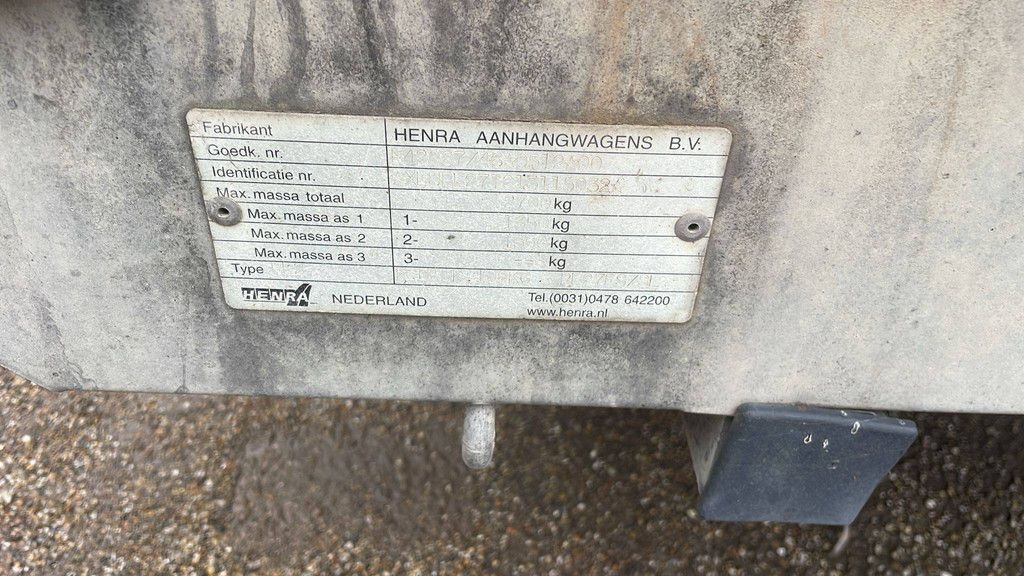 Fabrikant HENRA AANHANGWAGENS B.V.
Goedk. nr.
Identificatie nr.
Max. massa totaal kg
Max. massa as 1 1- kg
Max. massa as 2 2- kg
Max. massa as 3 3- kg
Type
HENRA NEDERLAND Tel.(0031)0478 642200
www.henra.nl